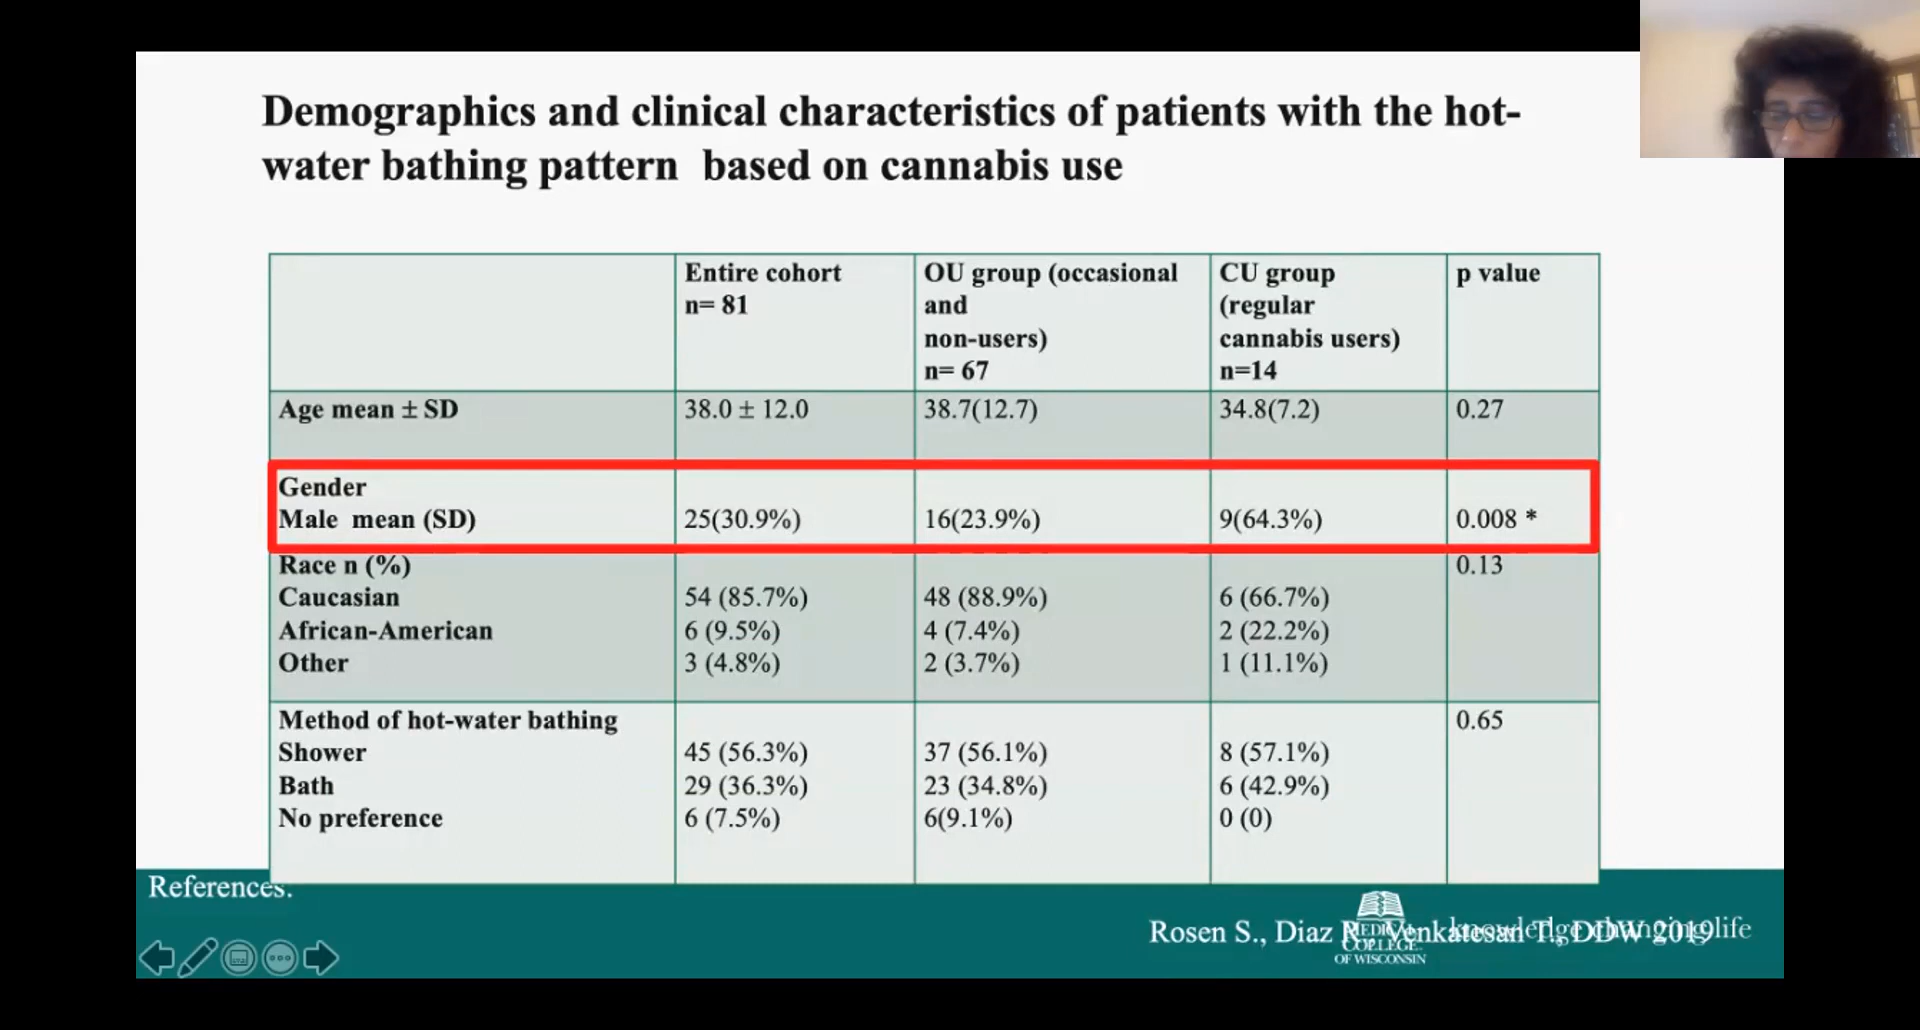 Demographics and clinical characteristics of patients with the hot-
water bathing pattern based on cannabis use
Entire cohort
n= 81
OU group (occasional
and
non-users)
n= 67
CU group
(regular
cannabis users)
n=14
p value
Age mean ± SD 38.0 ± 12.0 38.7(12.7) 34.8(7.2) 0.27
Gender
Male mean (SD) 25(30.9%) 16(23.9%) 9(64.3%) 0.008 *
Race n (%) 0.13
Caucasian 54 (85.7%) 48 (88.9%) 6 (66.7%)
African-American 6 (9.5%) 4 (7.4%) 2 (22.2%)
Other 3 (4.8%) 2 (3.7%) 1 (11.1%)
Method of hot-water bathing 0.65
Shower 45 (56.3%) 37 (56.1%) 8 (57.1%)
Bath 29 (36.3%) 23 (34.8%) 6 (42.9%)
No preference 6 (7.5%) 6(9.1%) 0 (0)
References:
Rosen S., Diaz R., Venkatesan T., DDW 2019
knowledge changing life
MEDICAL
COLLEGE
OF WISCONSIN